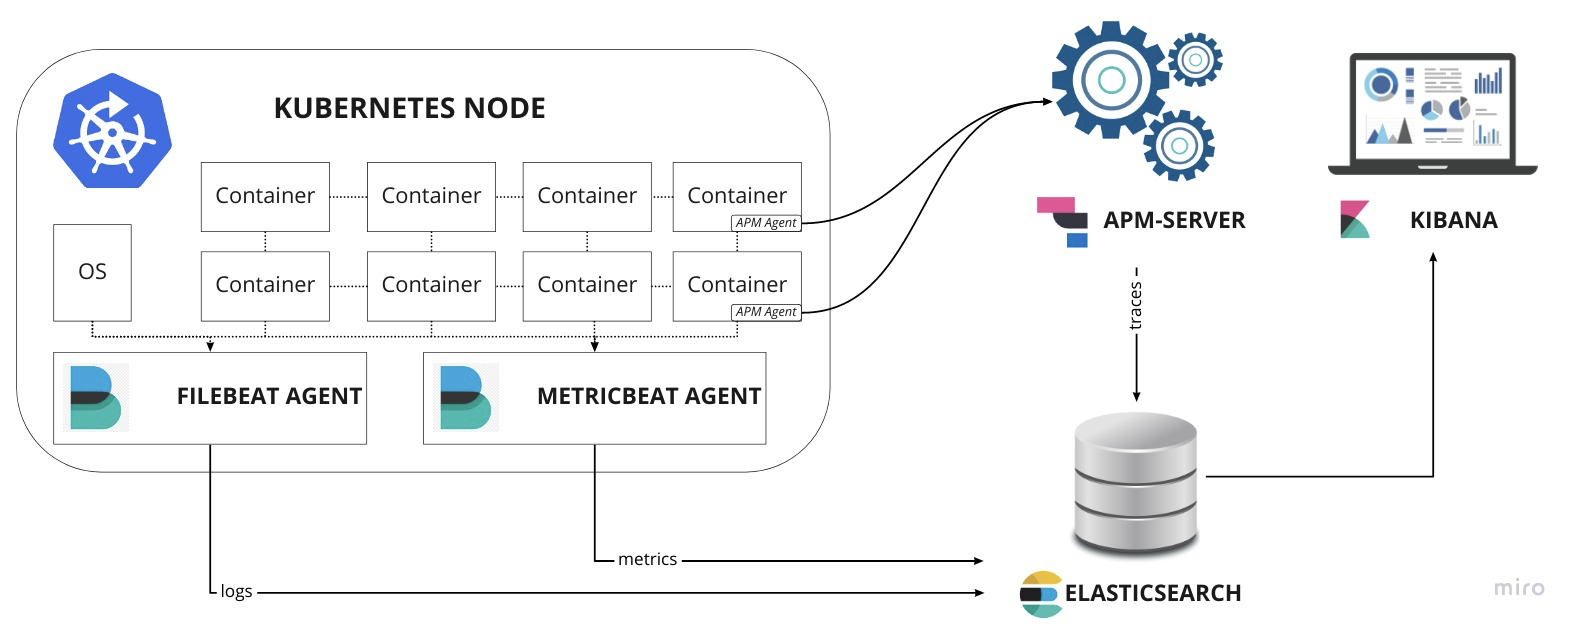 KUBERNETES NODE
Container
Container
Container
Container
APM Agent
OS
Container
Container
Container
Container
APM Agent
FILEBEAT AGENT
METRICBEAT AGENT
APM-SERVER
KIBANA
traces
metrics
logs
ELASTICSEARCH
miro